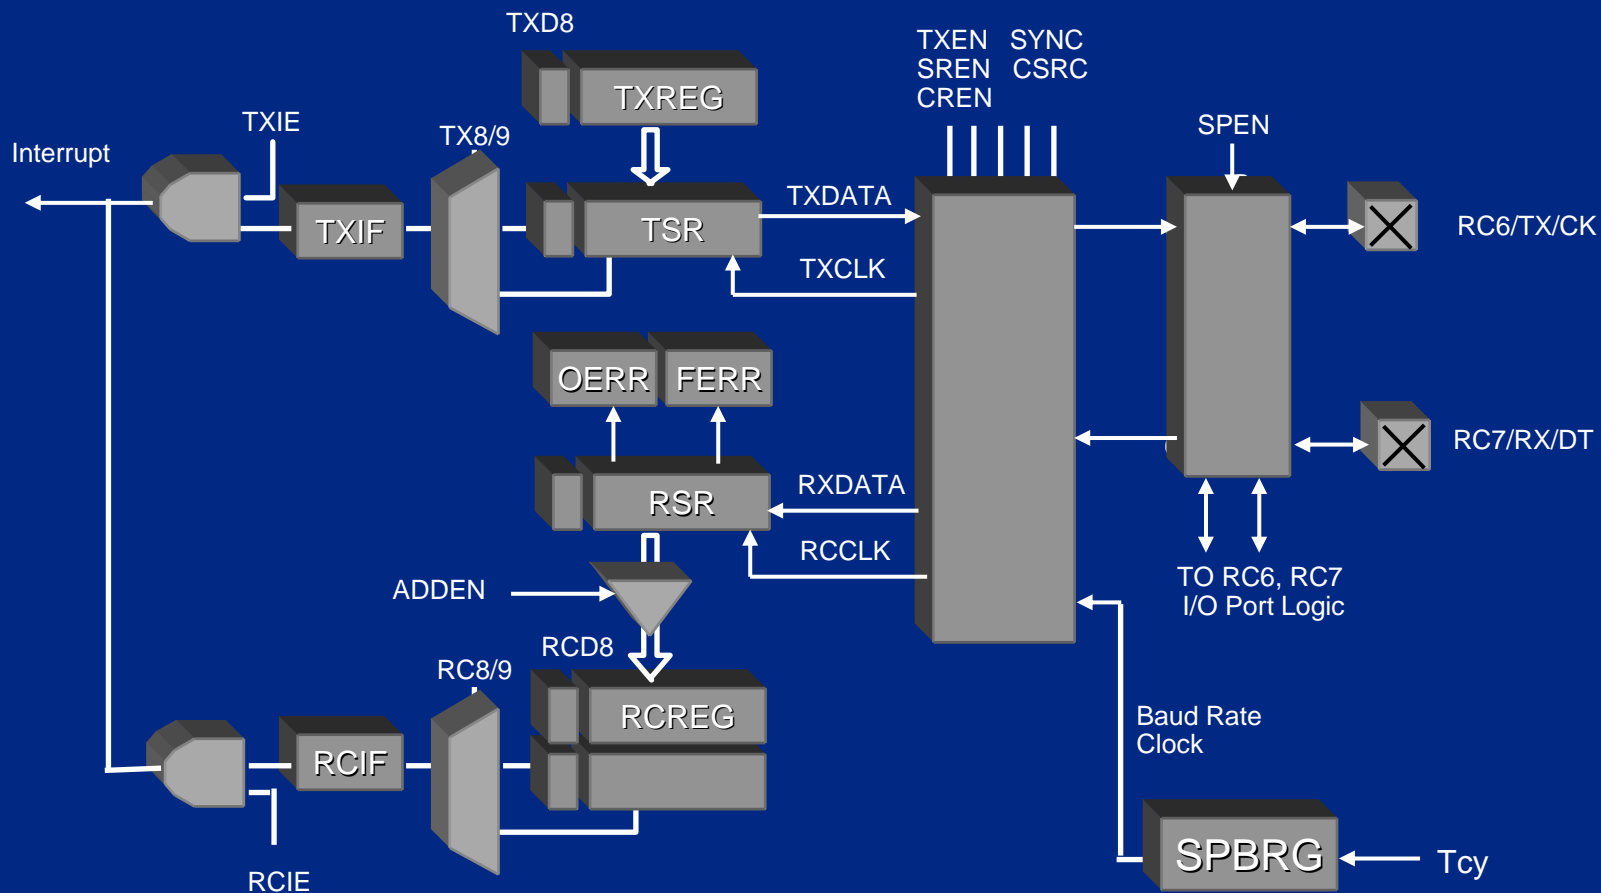 TXD8
TXEN SYNC
SREN CSRC
CREN
TXREG
TXIE
TX8/9
SPEN
Interrupt
TXDATA
TXIF
TSR
RC6/TX/CK
TXCLK
OERR
FERR
RC7/RX/DT
RXDATA
RSR
RCCLK
ADDEN
TO RC6, RC7
I/O Port Logic
RCD8
RC8/9
RCREG
Baud Rate
Clock
RCIF
SPBRG
Tcy
RCIE